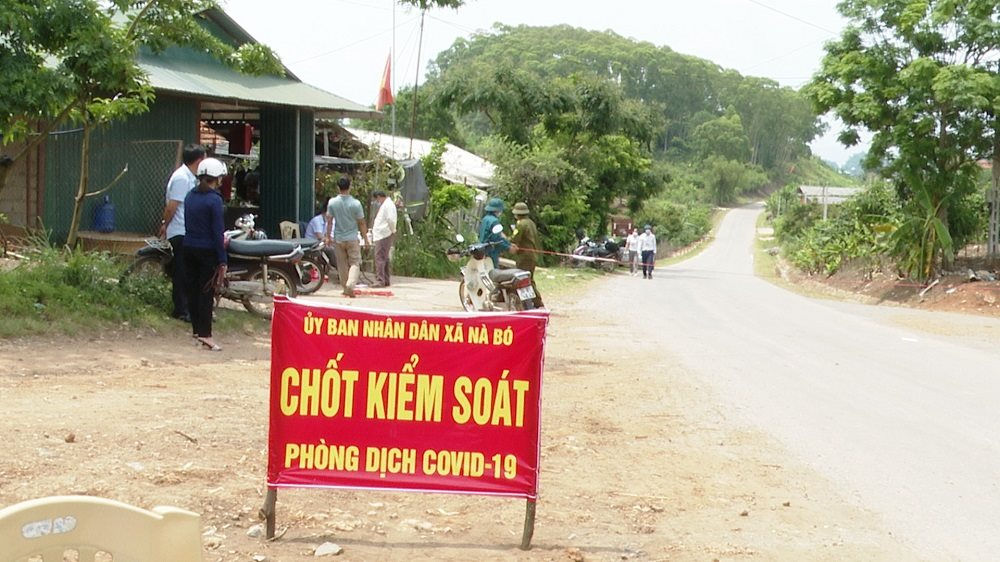 ỦY BAN NHÂN DÂN XÃ NÀ BÓ
CHỐT KIỂM SOÁT
PHÒNG DỊCH COVID-19